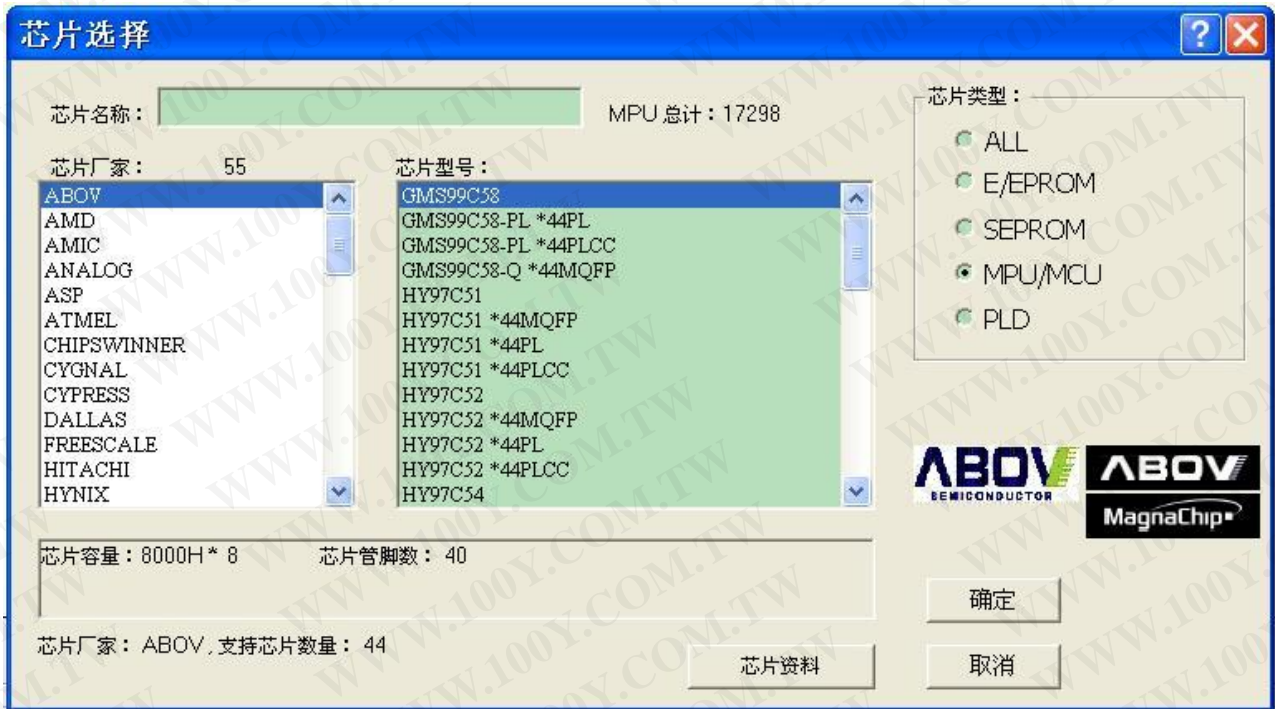 芯片选择
芯片名称：
MPU 总计：17298
芯片类型：
ALL
E/EPROM
SEPROM
MPU/MCU
PLD
芯片厂家： 55
ABOV
AMD
AMIC
ANALOG
ASP
ATMEL
CHIPSWINNER
CYGNAL
CYPRESS
DALLAS
FREESCALE
HITACHI
HYNIX
芯片型号：
GMS99C58
GMS99C58-PL *44PL
GMS99C58-PL *44PLCC
GMS99C58-Q *44MQFP
HY97C51
HY97C51 *44MQFP
HY97C51 *44PL
HY97C51 *44PLCC
HY97C52
HY97C52 *44MQFP
HY97C52 *44PL
HY97C52 *44PLCC
HY97C54
ABOV
SEMICONDUCTOR
ABOV
MagnaChip
芯片容量：8000H * 8 芯片管脚数： 40
芯片厂家： ABOV , 支持芯片数量： 44
芯片资料
确定
取消
WWW.100Y.COM.TW